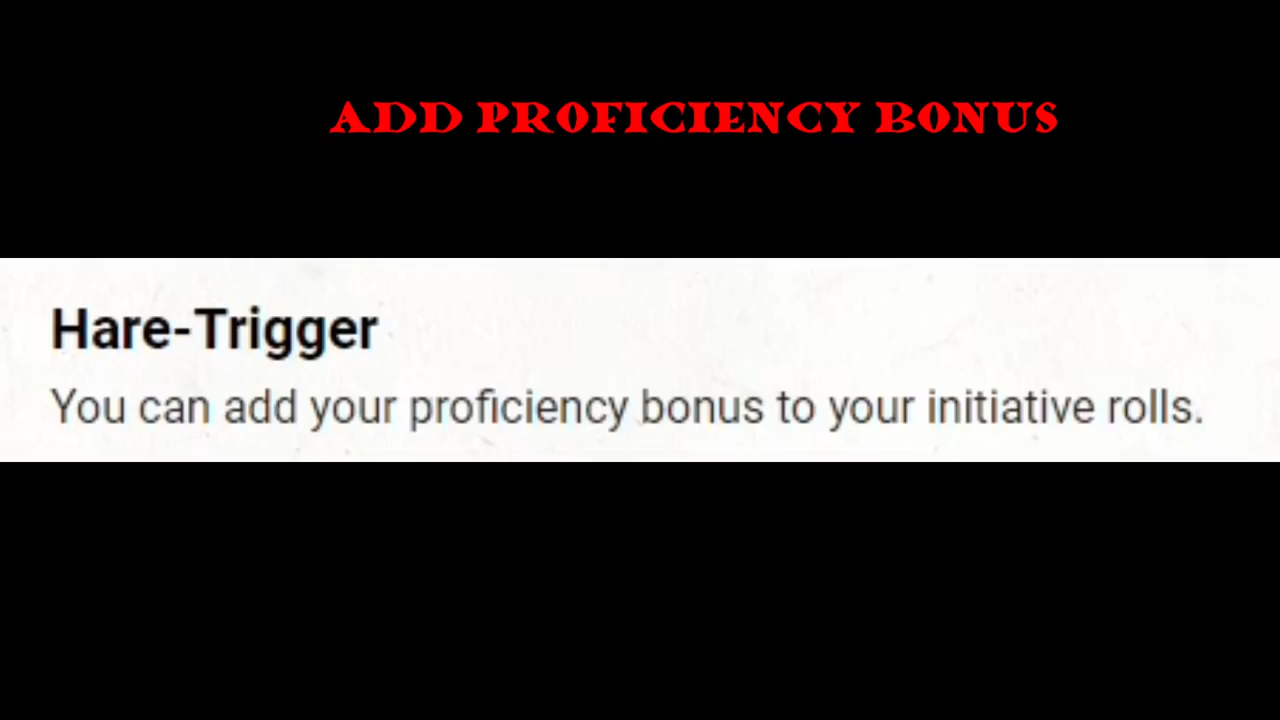 ADD PROFICIENCY BONUS
Hare-Trigger
You can add your proficiency bonus to your initiative rolls.